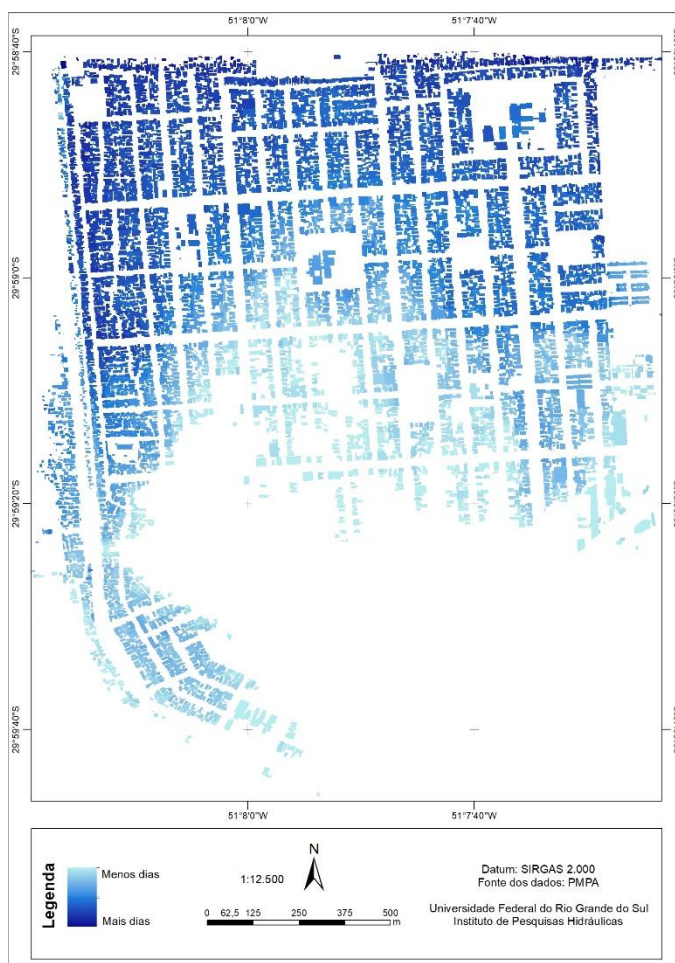 51°8'0"W
51°7'40"W
29°58'40"S
29°59'0"S
29°59'20"S
29°59'40"S
51°8'0"W
51°7'40"W
Legenda
Menos dias
Mais dias
1:12.500
N
0 62,5 125 250 375 500
m
Datum: SIRGAS 2.000
Fonte dos dados: PMPA
Universidade Federal do Rio Grande do Sul
Instituto de Pesquisas Hidráulicas